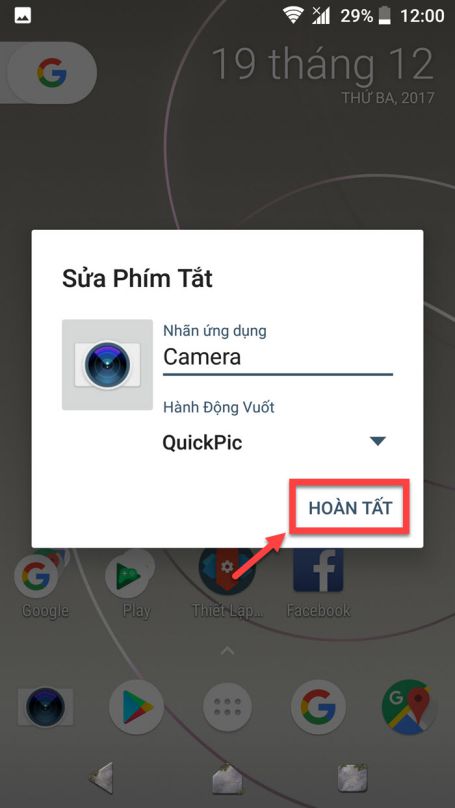 29% 12:00
19 tháng 12
THỨ BA, 2017
Sửa Phím Tắt
Nhãn ứng dụng
Camera
Hành Động Vuốt
QuickPic
HOÀN TẤT
Google Play Thiết Lập... Facebook